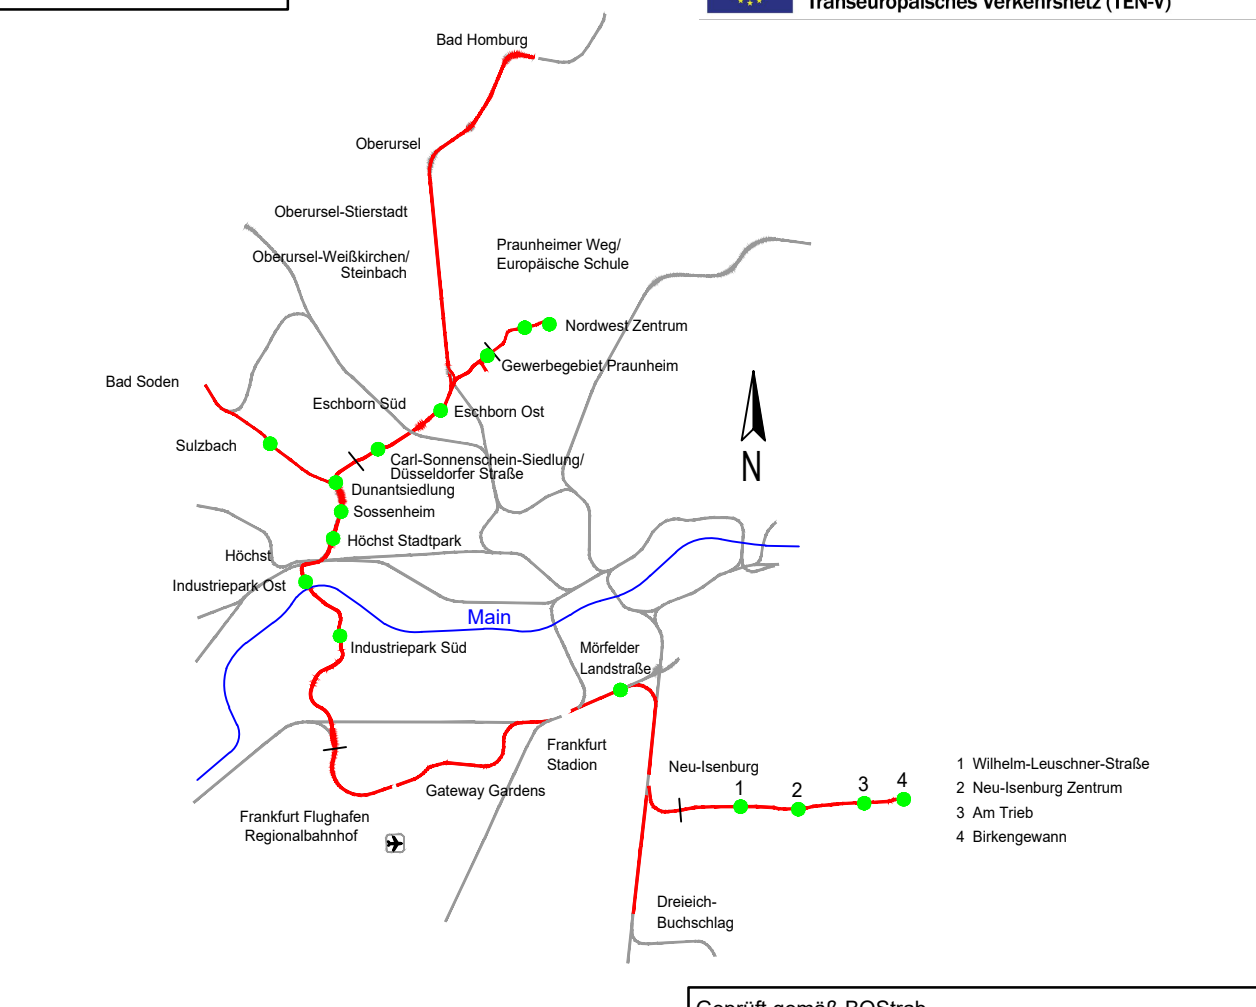 Transeuropäisches Verkehrsnetz (TEN-V)
Bad Homburg
Oberursel
Oberursel-Stierstadt
Praunheimer Weg/
Europäische Schule
Oberursel-Weißkirchen/
Steinbach
Nordwest Zentrum
Gewerbegebiet Praunheim
Bad Soden
Eschborn Süd
Eschborn Ost
Sulzbach
Carl-Sonnenschein-Siedlung/
Düsseldorfer Straße
N
Dunantsiedlung
Sossenheim
Höchst Stadtpark
Höchst
Industriepark Ost
Main
Industriepark Süd
Mörfelder
Landstraße
Frankfurt
Stadion
Neu-Isenburg
1
2
3
4
1 Wilhelm-Leuschner-Straße
2 Neu-Isenburg Zentrum
3 Am Trieb
4 Birkengewann
Gateway Gardens
Frankfurt Flughafen
Regionalbahnhof
Dreieich-
Buchschlag
Geprüft gemäß BOStrab